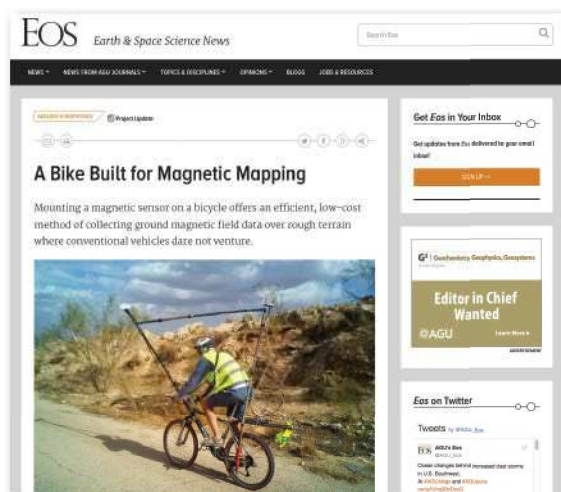 Eos
Earth & Space Science News
Search Eos
NEWS
NEWS FROM AGU JOURNALS
TOPICS & DISCIPLINES
OPINIONS
BLOGS
JOBS & RESOURCES
Project Update
A Bike Built for Magnetic Mapping
Mounting a magnetic sensor on a bicycle offers an efficient, low-cost
method of collecting ground magnetic field data over rough terrain
where conventional vehicles dare not venture.
Get Eos in Your Inbox
Get updates from Eos delivered to your email
inbox!
SIGN UP
G³ Geochemistry, Geophysics, Geosystems
Editor in Chief
Wanted
AGU
Learn More
ADVERTISEMENT
Eos on Twitter
Tweets by @AGU_Eos
Eos AGU's Eos
@AGU_Eos
Ocean changes behind increased dust storms
in U.S. Southwest.